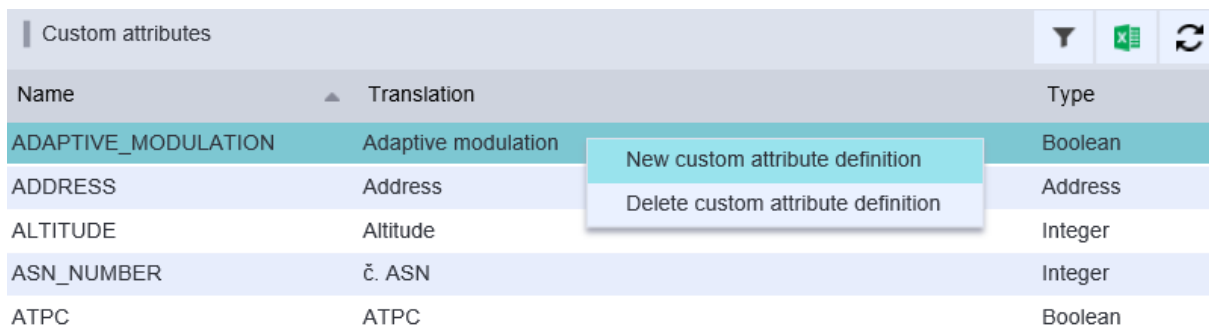 Custom attributes
Name Translation Type
ADAPTIVE_MODULATION Adaptive modulation Boolean
New custom attribute definition
ADDRESS Address Address
Delete custom attribute definition
ALTITUDE Altitude Integer
ASN_NUMBER č. ASN Integer
ATPC ATPC Boolean